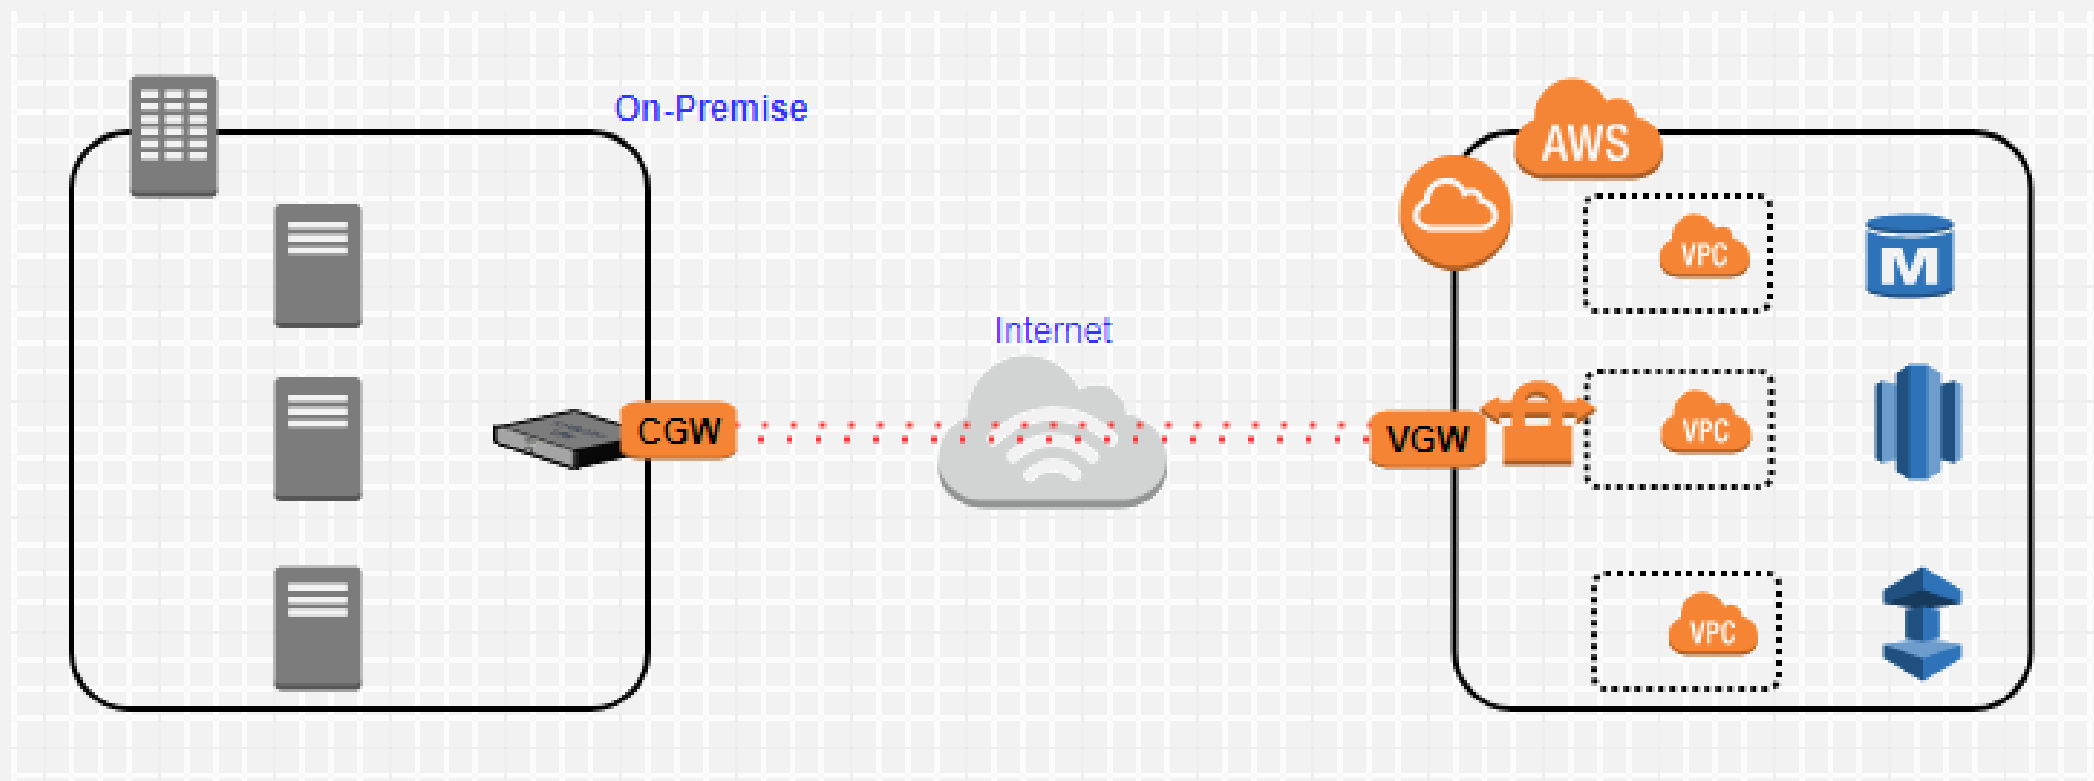 On-Premise
AWS
VPC
M
Internet
CGW
VGW
VPC
VPC